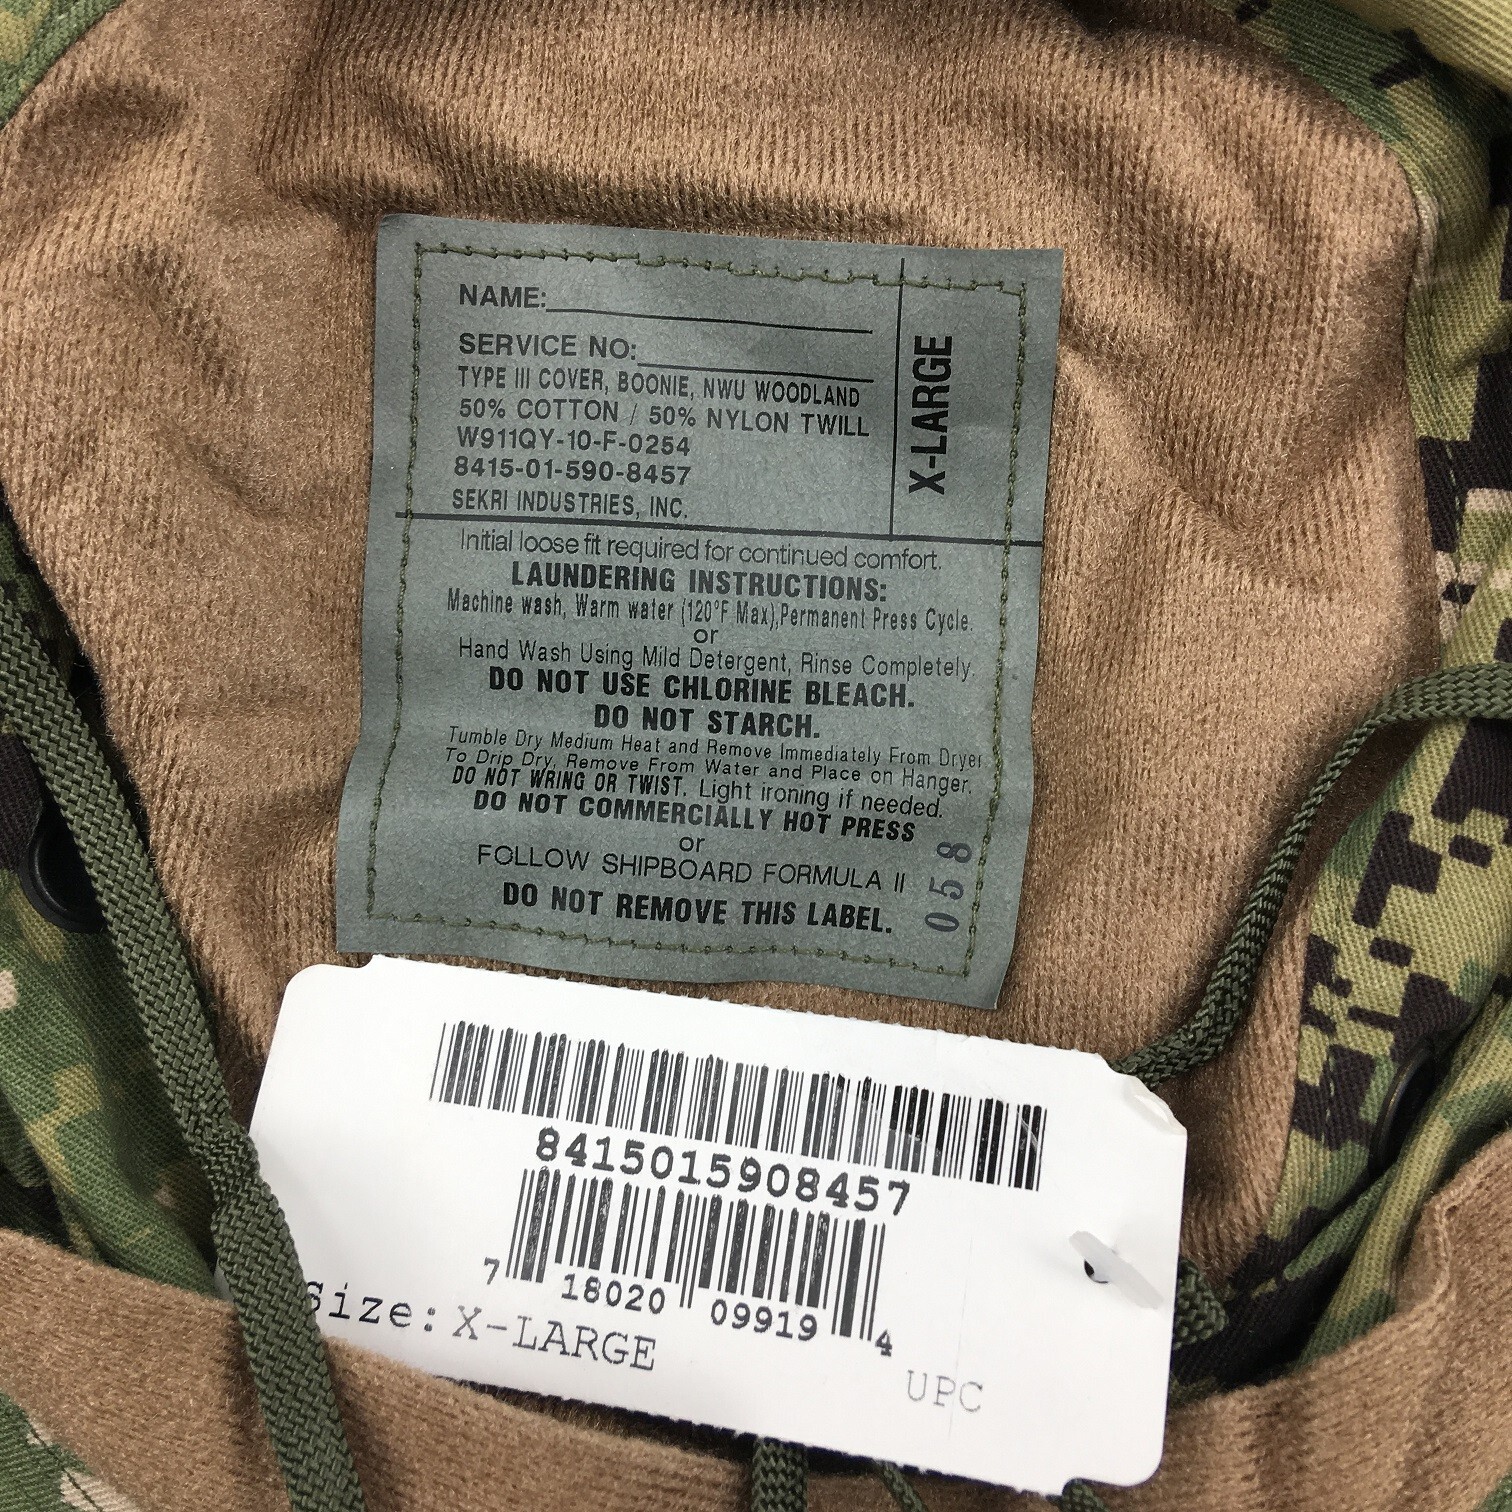 NAME:
SERVICE NO:
TYPE III COVER, BOONIE, NWU WOODLAND
50% COTTON / 50% NYLON TWILL
W911QY-10-F-0254
8415-01-590-8457
SEKRI INDUSTRIES, INC.
X-LARGE
Initial loose fit required for continued comfort.
LAUNDERING INSTRUCTIONS:
Machine wash, Warm water (120°F Max),Permanent Press Cycle.
or
Hand Wash Using Mild Detergent, Rinse Completely.
DO NOT USE CHLORINE BLEACH.
DO NOT STARCH.
Tumble Dry Medium Heat and Remove Immediately From Dryer
To Drip Dry, Remove From Water and Place on Hanger.
DO NOT WRING OR TWIST. Light ironing if needed.
DO NOT COMMERCIALLY HOT PRESS
or
FOLLOW SHIPBOARD FORMULA II
DO NOT REMOVE THIS LABEL.
058
8415015908457
7 18020 09919 4
Size: X-LARGE
UPC